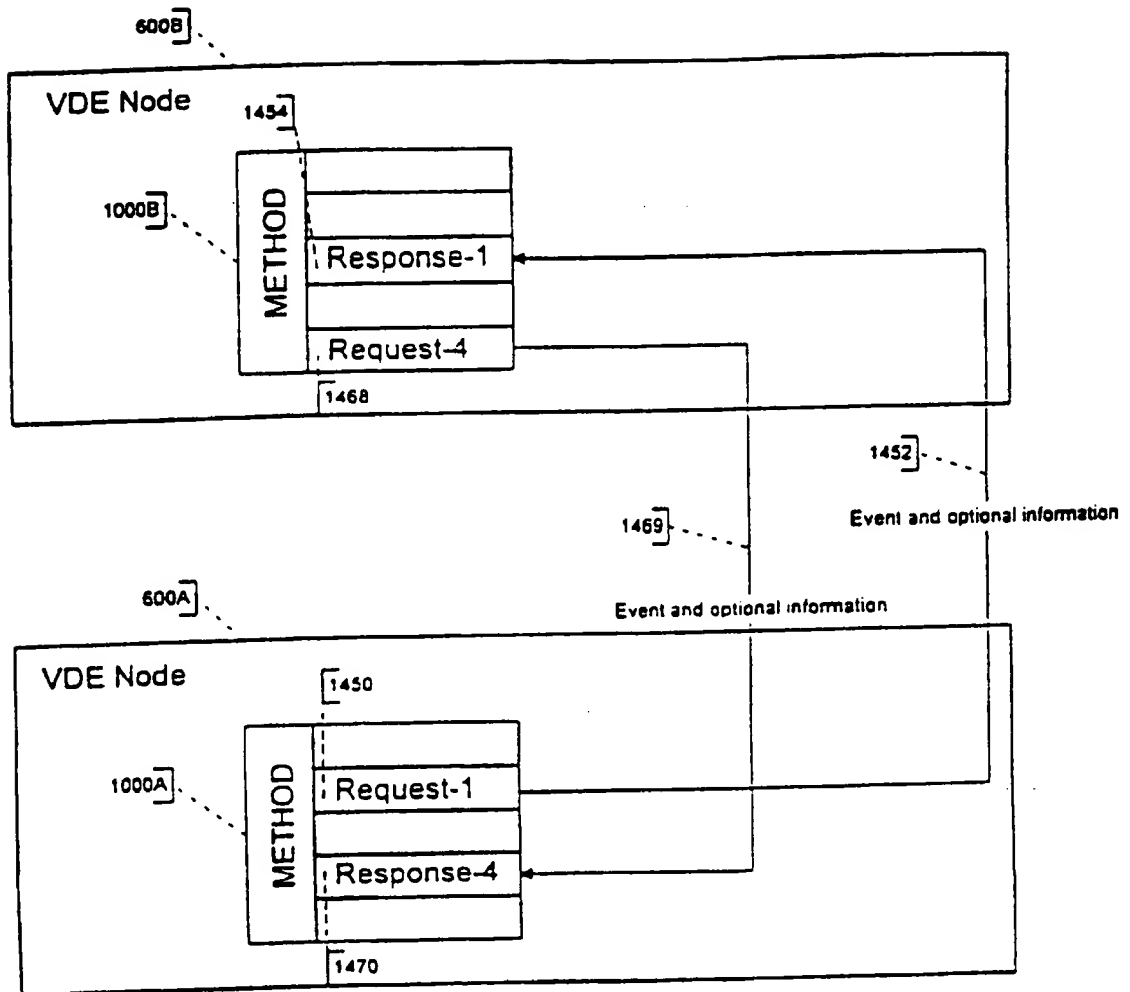 600B
VDE Node
1454
1000B
METHOD
Response-1
Request-4
1468
1452
Event and optional information
1469
600A
Event and optional information
VDE Node
1450
1000A
METHOD
Request-1
Response-4
1470